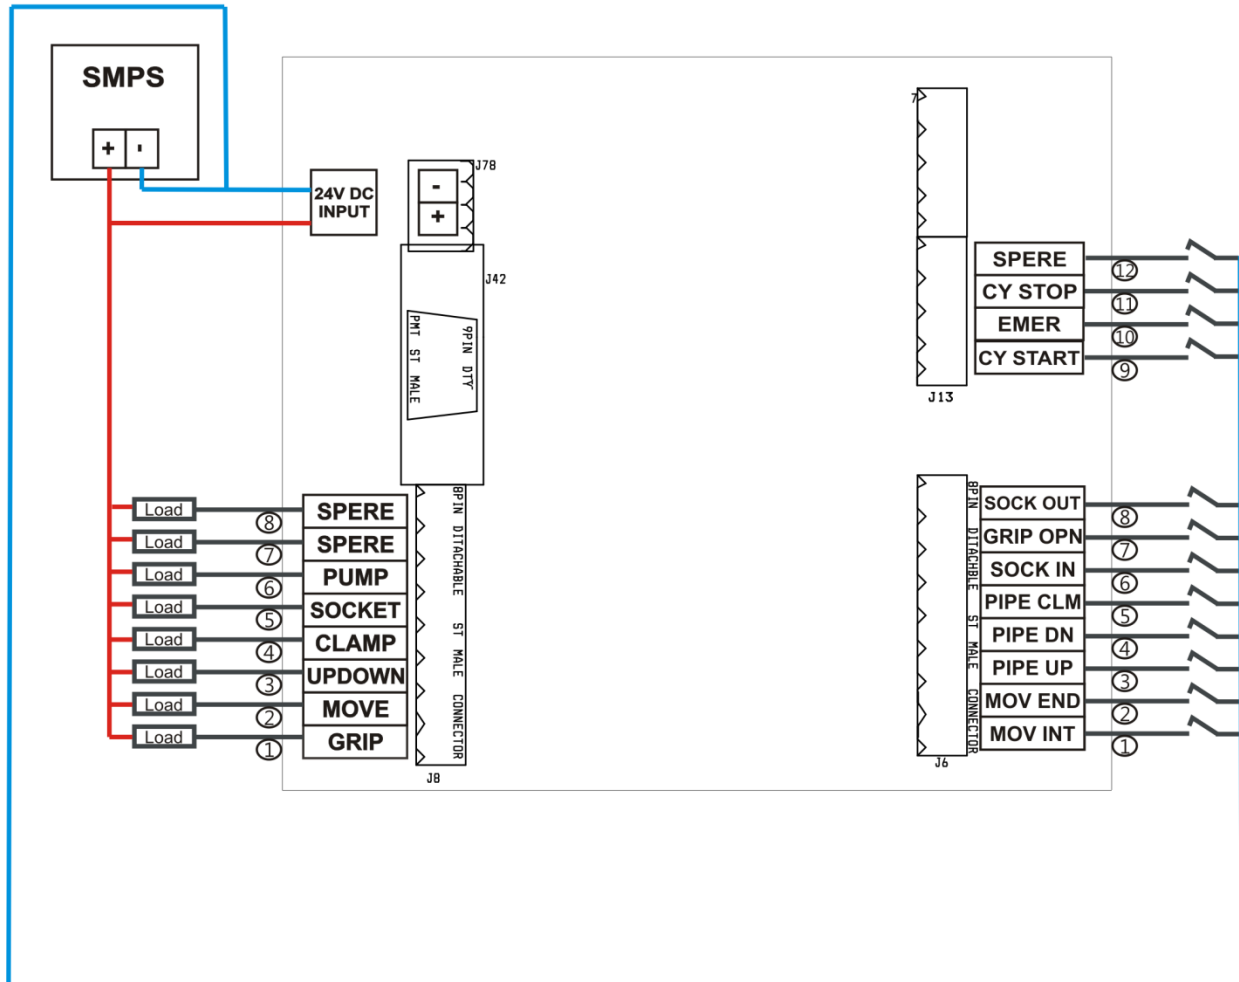 SMPS
+ -
24V DC
INPUT
J78
-
+
J42
9PIN DTY
PMT ST MALE
7
SPERE
12
CY STOP
11
EMER
10
CY START
9
J13
Load
8
SPERE
Load
7
SPERE
Load
6
PUMP
Load
5
SOCKET
Load
4
CLAMP
Load
3
UPDOWN
Load
2
MOVE
Load
1
GRIP
8PIN DITACHABLE ST MALE CONNECTOR
J8
8PIN DITACHBLE ST MALE CONNECTOR
J6
SOCK OUT
8
GRIP OPN
7
SOCK IN
6
PIPE CLM
5
PIPE DN
4
PIPE UP
3
MOV END
2
MOV INT
1